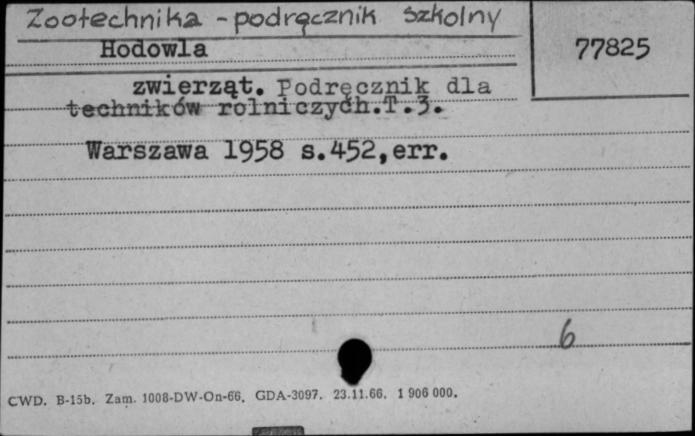 Zootechnika - podręcznik szkolny
Hodowla
77825
zwierząt. Podręcznik dla
techników rolniczych.T.3.
Warszawa 1958 s.452,err.
6
CWD. B-15b. Zam. 1008-DW-On-66. GDA-3097. 23.11.66. 1 906 000.